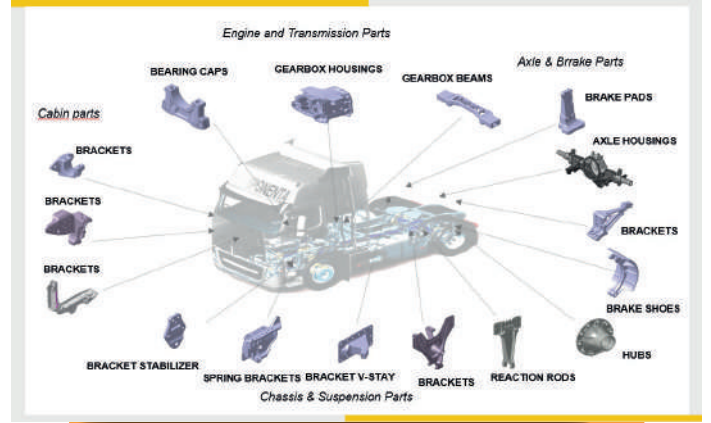 Engine and Transmission Parts
BEARING CAPS
GEARBOX HOUSINGS
GEARBOX BEAMS
Axle & Brrake Parts
BRAKE PADS
Cabin parts
AXLE HOUSINGS
BRACKETS
BRACKETS
BRACKETS
BRACKETS
BRAKE SHOES
HUBS
BRACKET STABILIZER
SPRING BRACKETS
BRACKET V-STAY
BRACKETS
REACTION RODS
Chassis & Suspension Parts